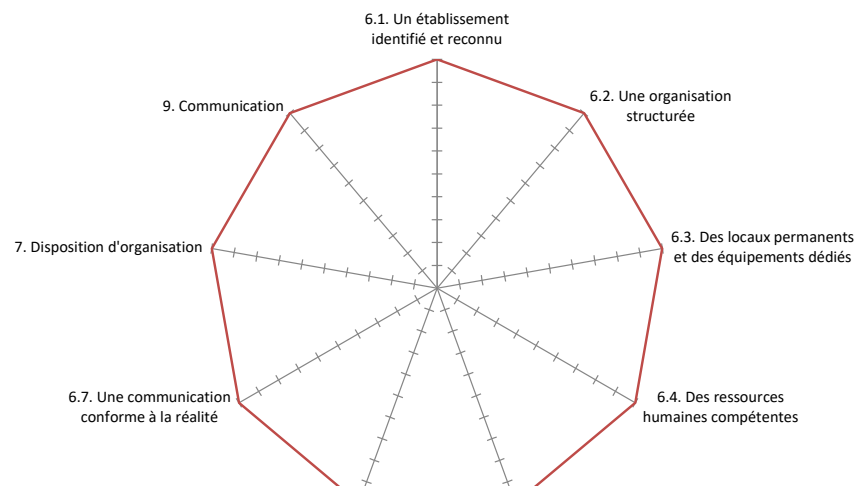 6.1. Un établissement
identifié et reconnu
6.2. Une organisation
structurée
6.3. Des locaux permanents
et des équipements dédiés
6.4. Des ressources
humaines compétentes
6.7. Une communication
conforme à la réalité
7. Disposition d'organisation
9. Communication